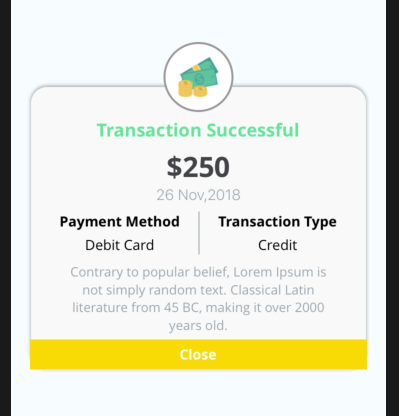 Transaction Successful
$250
26 Nov,2018
Payment Method
Transaction Type
Debit Card
Credit
Contrary to popular belief, Lorem Ipsum is
not simply random text. Classical Latin
literature from 45 BC, making it over 2000
years old.
Close